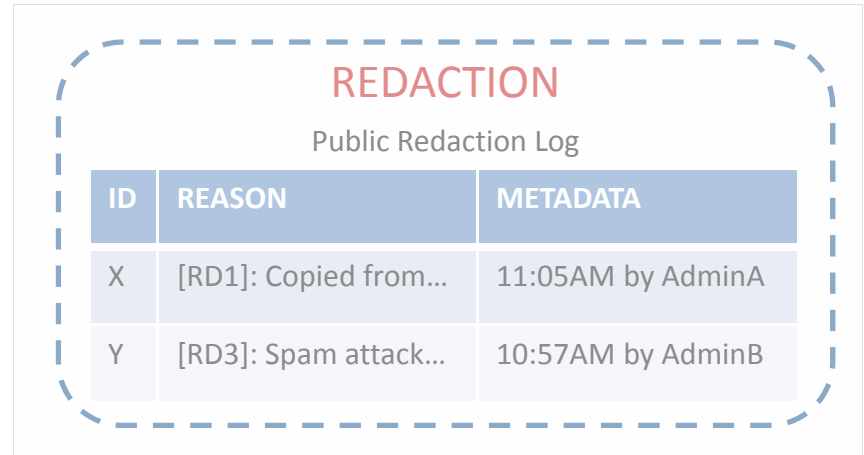 REDACTION
Public Redaction Log
ID REASON METADATA
X [RD1]: Copied from... 11:05AM by AdminA
Y [RD3]: Spam attack... 10:57AM by AdminB